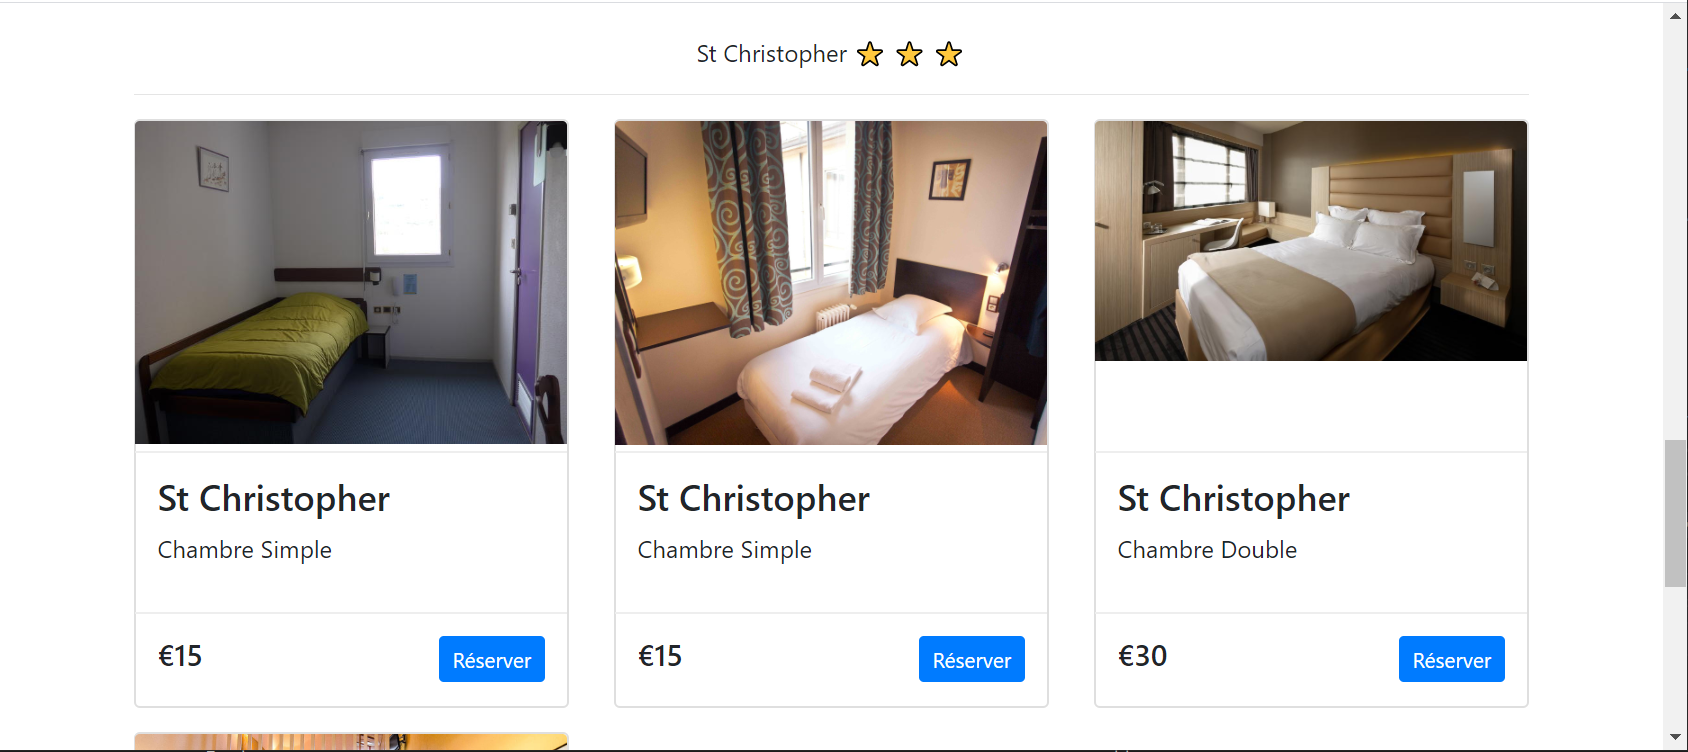 St Christopher
St Christopher
Chambre Simple
€15
Réserver
St Christopher
Chambre Simple
€15
Réserver
St Christopher
Chambre Double
€30
Réserver